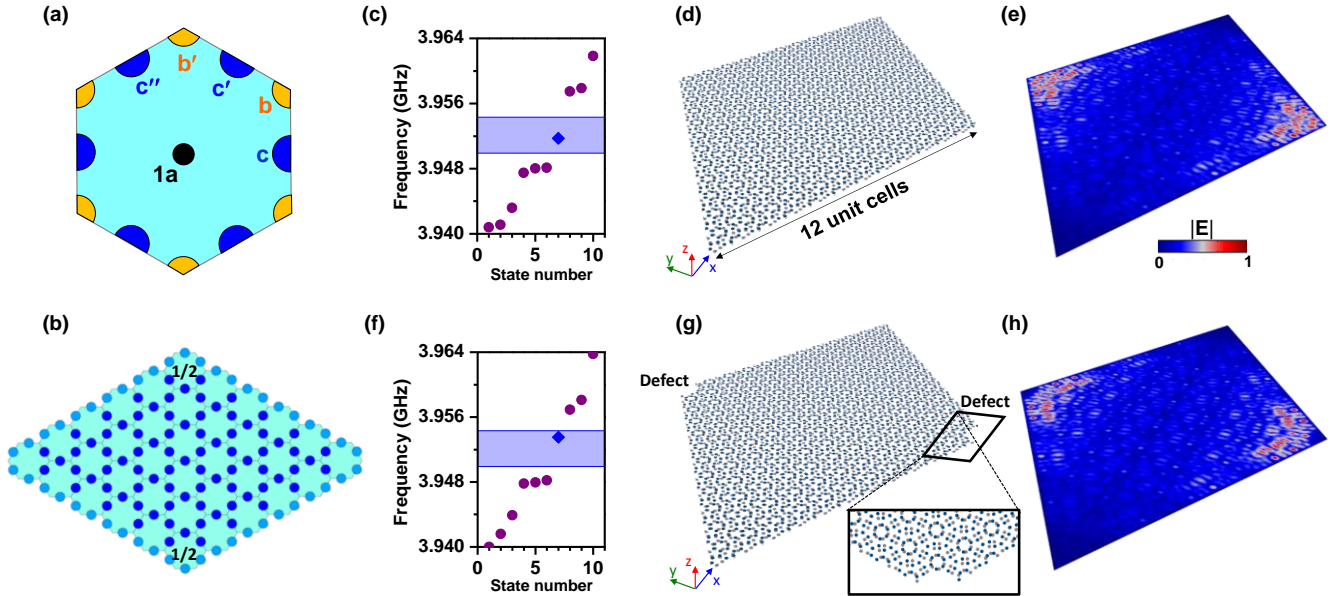 (a)
b′
c″
c′
b
c
1a
(c)
Frequency (GHz)
3.964
3.956
3.948
3.940
0
5
10
State number
(d)
12 unit cells
z
y
x
(e)
|E|
0
1
(b)
1/2
1/2
(f)
Frequency (GHz)
3.964
3.956
3.948
3.940
0
5
10
State number
(g)
Defect
Defect
z
y
x
(h)